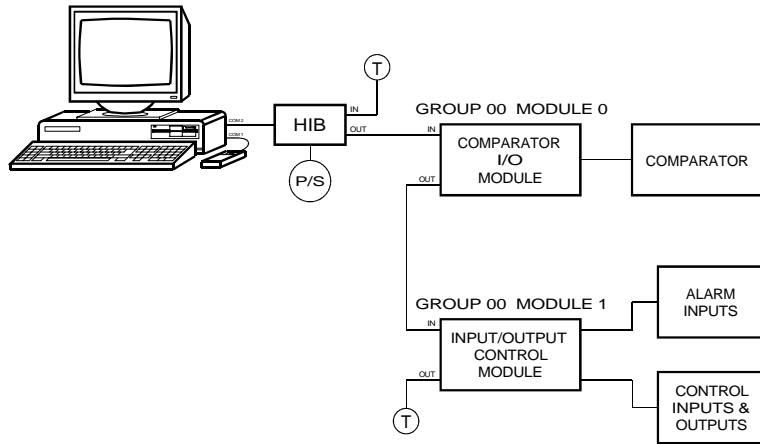 T
COM 2
COM 1
IN
OUT
HIB
P/S
GROUP 00 MODULE 0
IN
OUT
COMPARATOR
I/O
MODULE
COMPARATOR
GROUP 00 MODULE 1
IN
OUT
INPUT/OUTPUT
CONTROL
MODULE
T
ALARM
INPUTS
CONTROL
INPUTS &
OUTPUTS